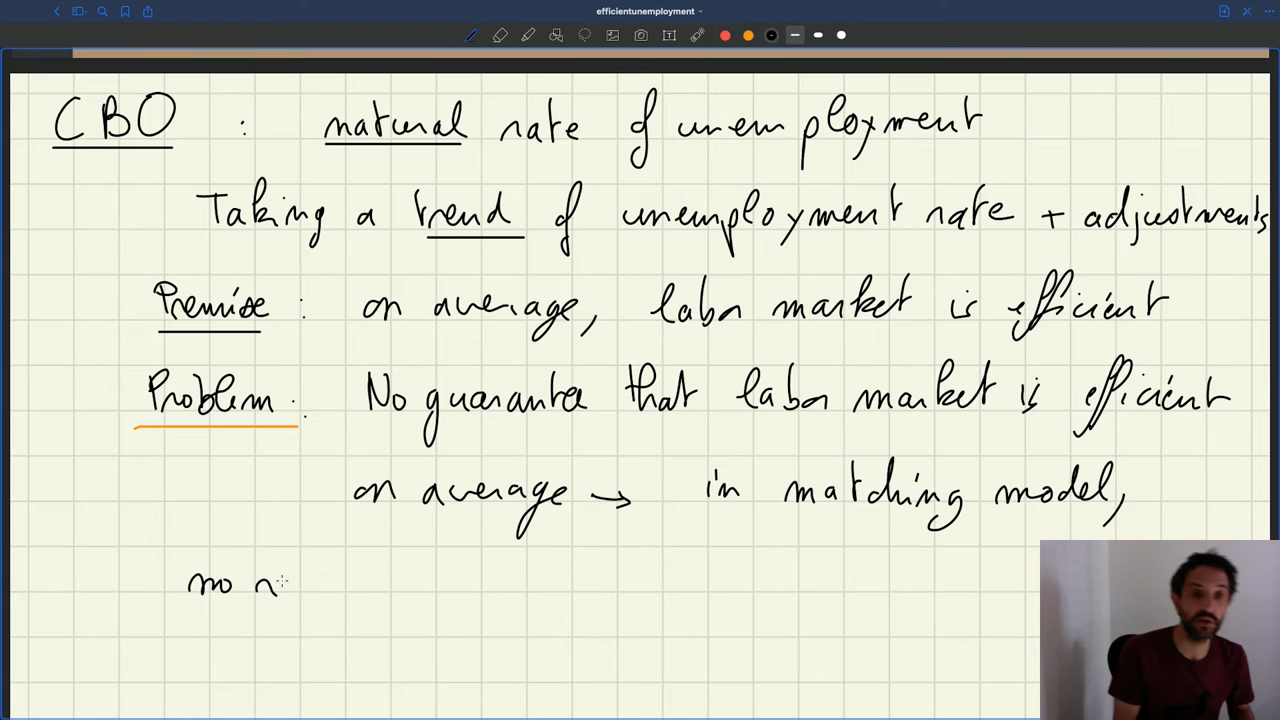 efficientunemployment
CBO : natural rate of unemployment
Taking a trend of unemployment rate + adjustments
Premise : on average, labor market is efficient
Problem : No guarantee that labor market is efficient
on average → in matching model,
no